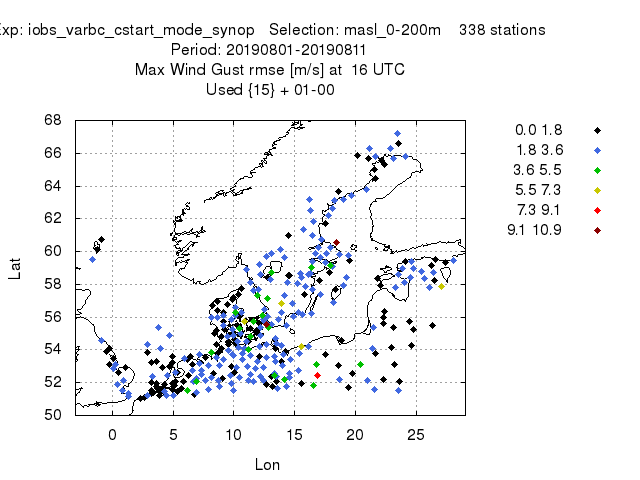 Exp: iobs_varbc_cstart_mode_synop Selection: masl_0-200m 338 stations
Period: 20190801-20190811
Max Wind Gust rmse [m/s] at 16 UTC
Used {15} + 01-00
68
66
64
62
60
58
56
54
52
50
Lat
0 5 10 15 20 25
Lon
0.0 1.8
1.8 3.6
3.6 5.5
5.5 7.3
7.3 9.1
9.1 10.9